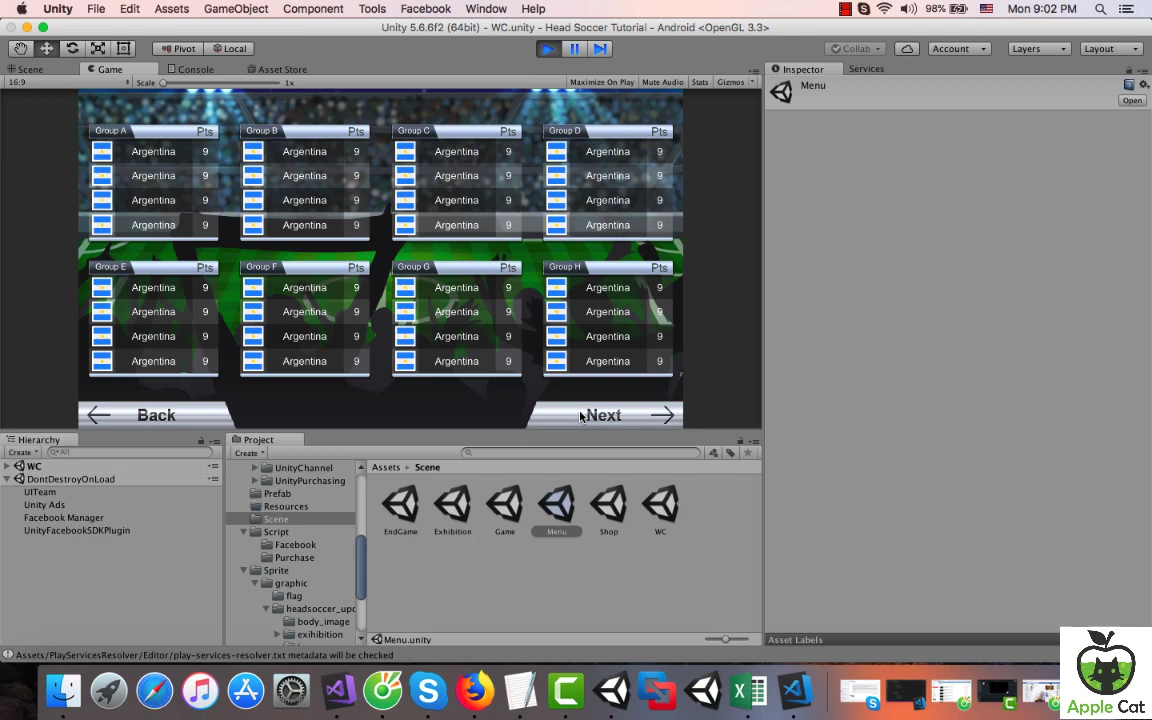 Unity File Edit Assets GameObject Component Tools Facebook Window Help 98% Mon 9:02 PM
Unity 5.6.6f2 (64bit) - WC.unity - Head Soccer Tutorial - Android <OpenGL 3.3>
Pivot Local Collab Account Layers Layout
Scene Game Console Asset Store Inspector Services
16:9 Scale 1x Maximize On Play Mute Audio Stats Gizmos Menu
Open
Group A Pts Group B Pts Group C Pts Group D Pts
Argentina 9 Argentina 9 Argentina 9 Argentina 9
Argentina 9 Argentina 9 Argentina 9 Argentina 9
Argentina 9 Argentina 9 Argentina 9 Argentina 9
Argentina 9 Argentina 9 Argentina 9 Argentina 9
Group E Pts Group F Pts Group G Pts Group H Pts
Argentina 9 Argentina 9 Argentina 9 Argentina 9
Argentina 9 Argentina 9 Argentina 9 Argentina 9
Argentina 9 Argentina 9 Argentina 9 Argentina 9
Argentina 9 Argentina 9 Argentina 9 Argentina 9
Back Next
Hierarchy Project
Create All Create
WC
DontDestroyOnLoad
UITeam
Unity Ads
Facebook Manager
UnityFacebookSDKPlugin
UnityChannel
UnityPurchasing
Prefab
Resources
Scene
Script
Facebook
Purchase
Sprite
graphic
flag
headsoccer_upd
body_image
exihibition
Assets Scene
EndGame Exhibition Game Menu Shop WC
Menu.unity
Asset Labels
Assets/PlayServicesResolver/Editor/play-services-resolver.txt metadata will be checked
Apple Cat